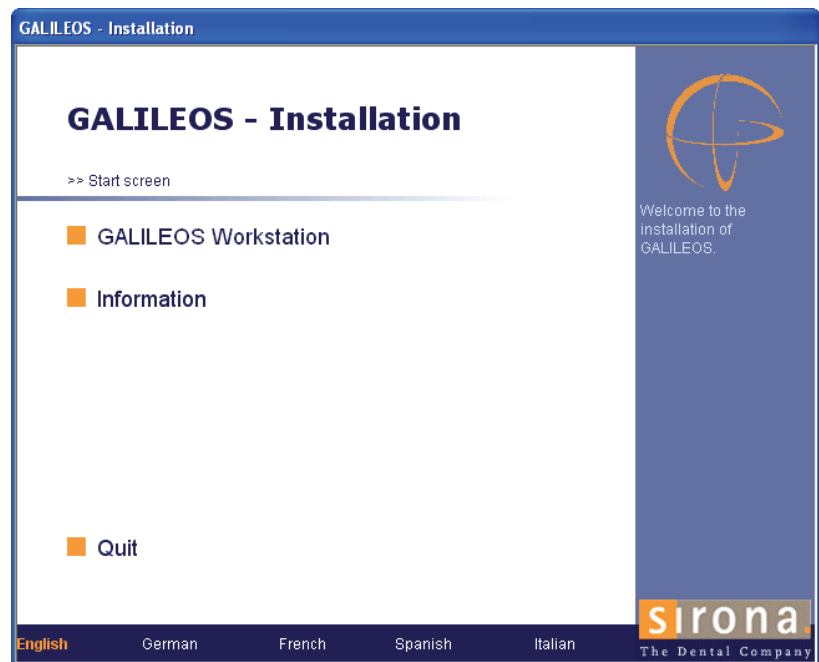 GALILEOS - Installation
GALILEOS - Installation
>> Start screen
GALILEOS Workstation
Information
Quit
Welcome to the
installation of
GALILEOS.
English German French Spanish Italian
sirona.
The Dental Company